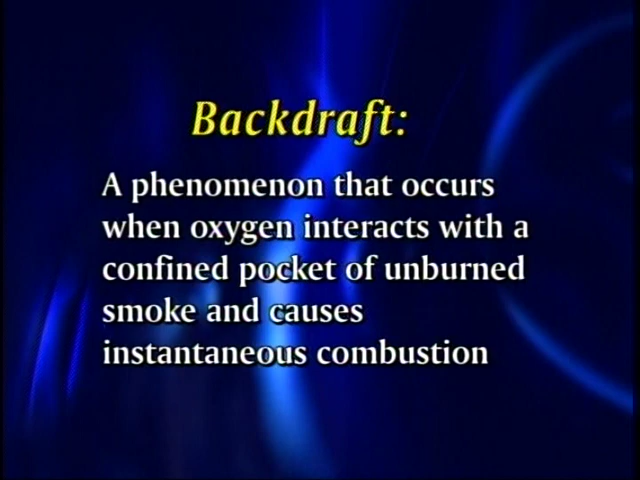 Backdraft:
A phenomenon that occurs
when oxygen interacts with a
confined pocket of unburned
smoke and causes
instantaneous combustion